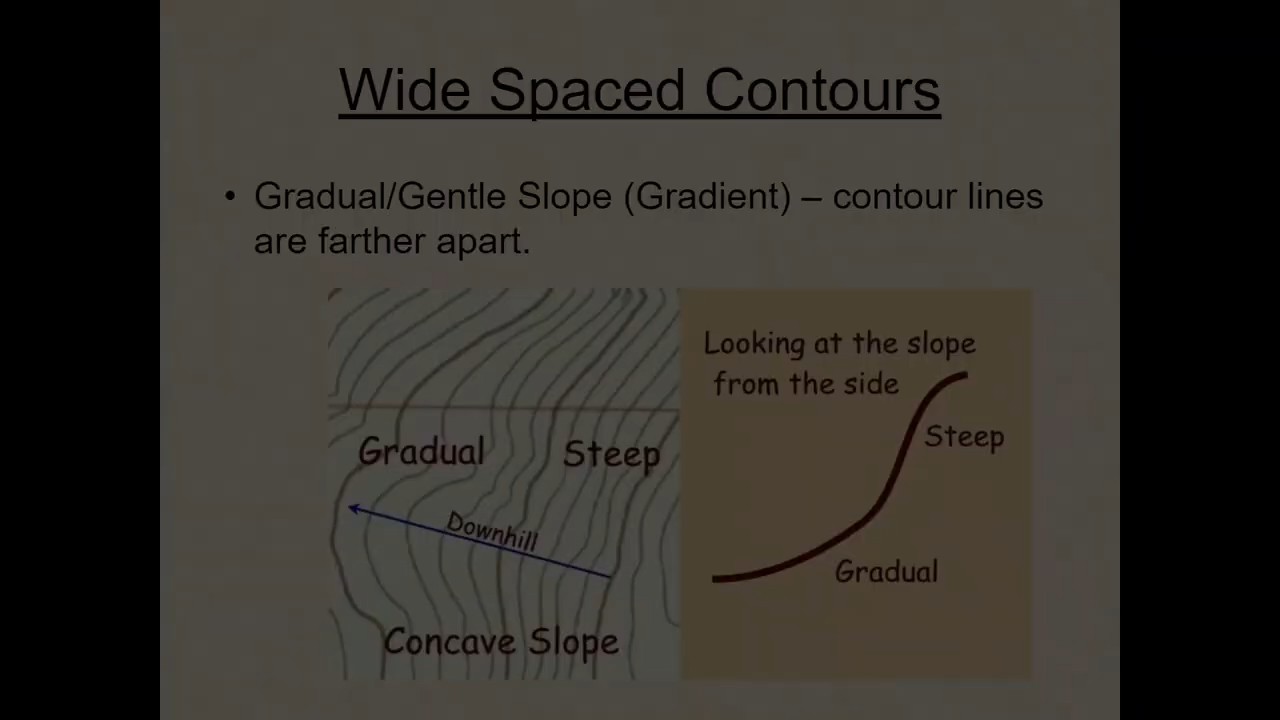 Wide Spaced Contours
• Gradual/Gentle Slope (Gradient) – contour lines
are farther apart.
Gradual
Steep
Downhill
Concave Slope
Looking at the slope
from the side
Steep
Gradual